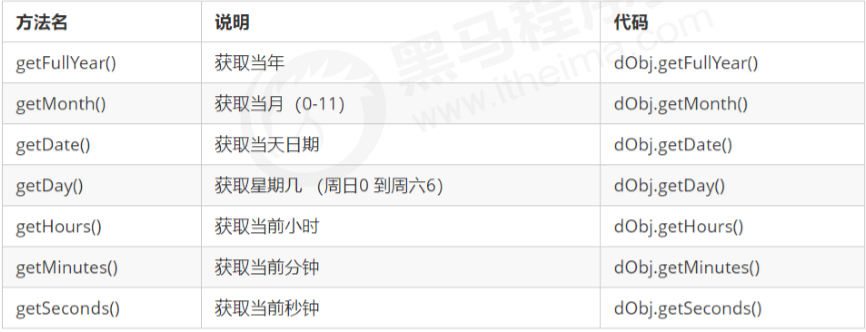 方法名 说明 代码
getFullYear() 获取当年 dObj.getFullYear()
getMonth() 获取当月 (0-11) dObj.getMonth()
getDate() 获取当天日期 dObj.getDate()
getDay() 获取星期几 (周日0 到周六6) dObj.getDay()
getHours() 获取当前小时 dObj.getHours()
getMinutes() 获取当前分钟 dObj.getMinutes()
getSeconds() 获取当前秒钟 dObj.getSeconds()
黑马程序
www.itheima.com